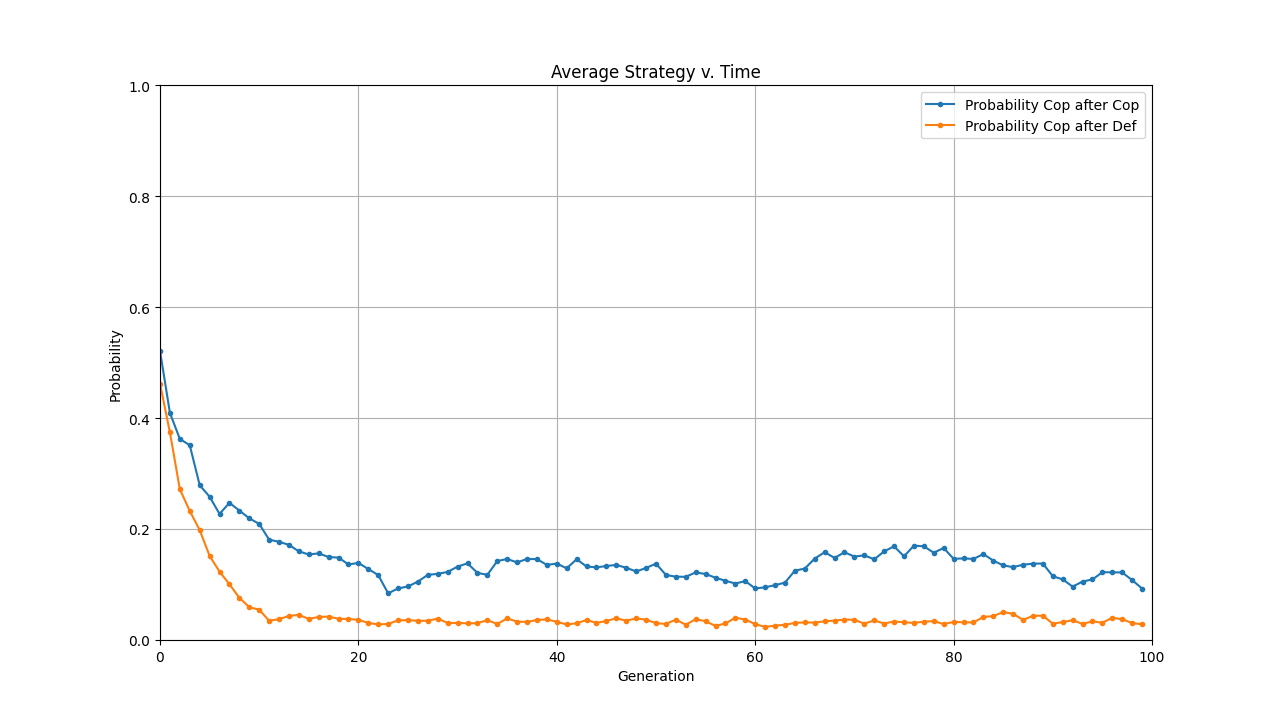 Average Strategy v. Time
Probability Cop after Cop
Probability Cop after Def
Probability
1.0
0.8
0.6
0.4
0.2
0.0
0 20 40 60 80 100
Generation